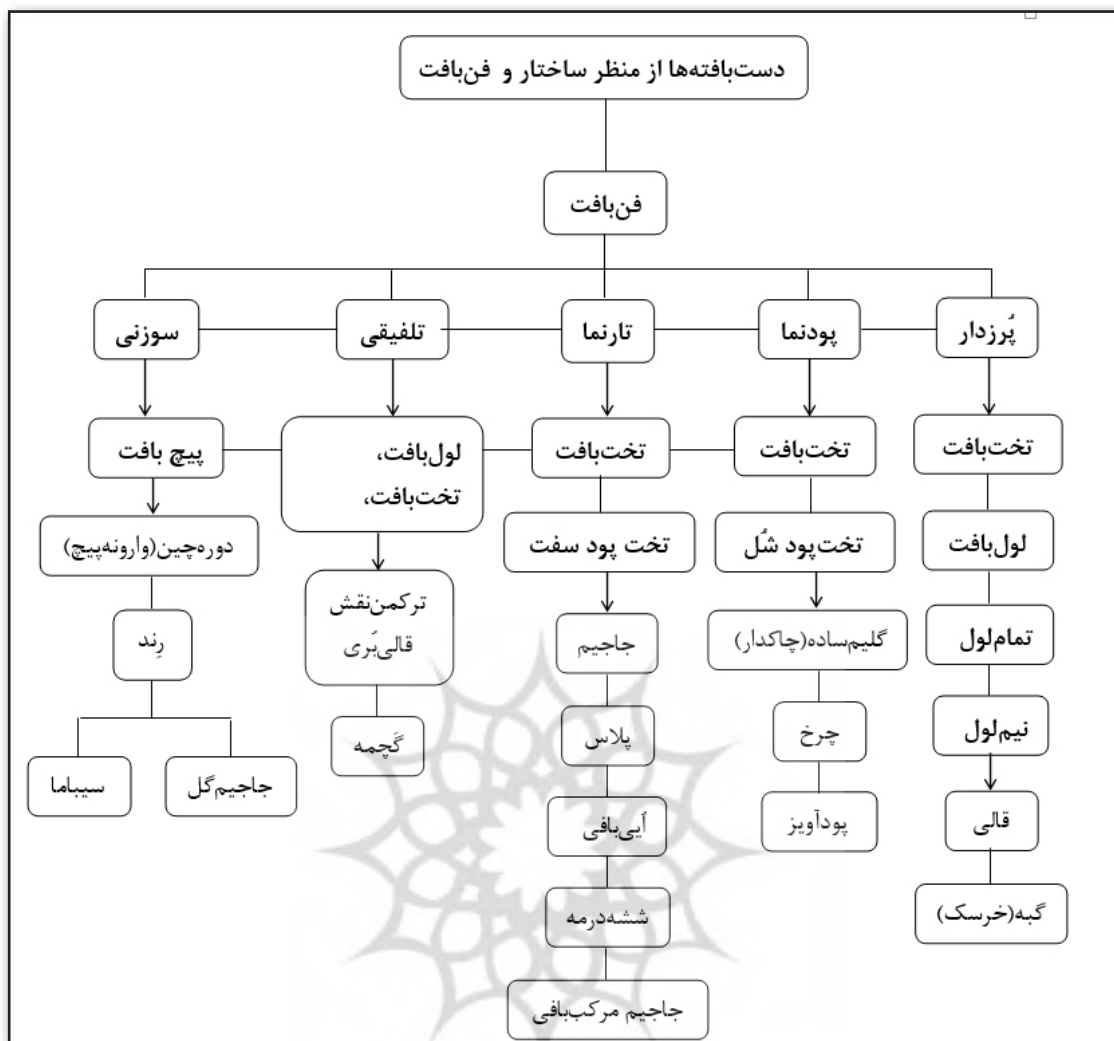 دست‌بافته‌ها از منظر ساختار و فن‌بافت
فن‌بافت
پُرزدار
پودنما
تارنما
تلفیقی
سوزنی
تخت‌بافت
تخت‌بافت
تخت‌بافت
لول‌بافت،
تخت‌بافت،
پیچ بافت
لول‌بافت
تخت‌پود شُل
تخت پود سفت
دوره‌چین(وارونه‌پیچ)
تمام‌لول
گلیم‌ساده(چاکدار)
جاجیم
ترکمن‌نقش
قالی‌بَری
رِند
نیم‌لول
چرخ
پلاس
گَچمه
جاجیم‌گل
سیباما
قالی
پودآویز
اُیی‌بافی
گبه(خرسک)
ششه‌درمه
جاجیم مرکب‌بافی